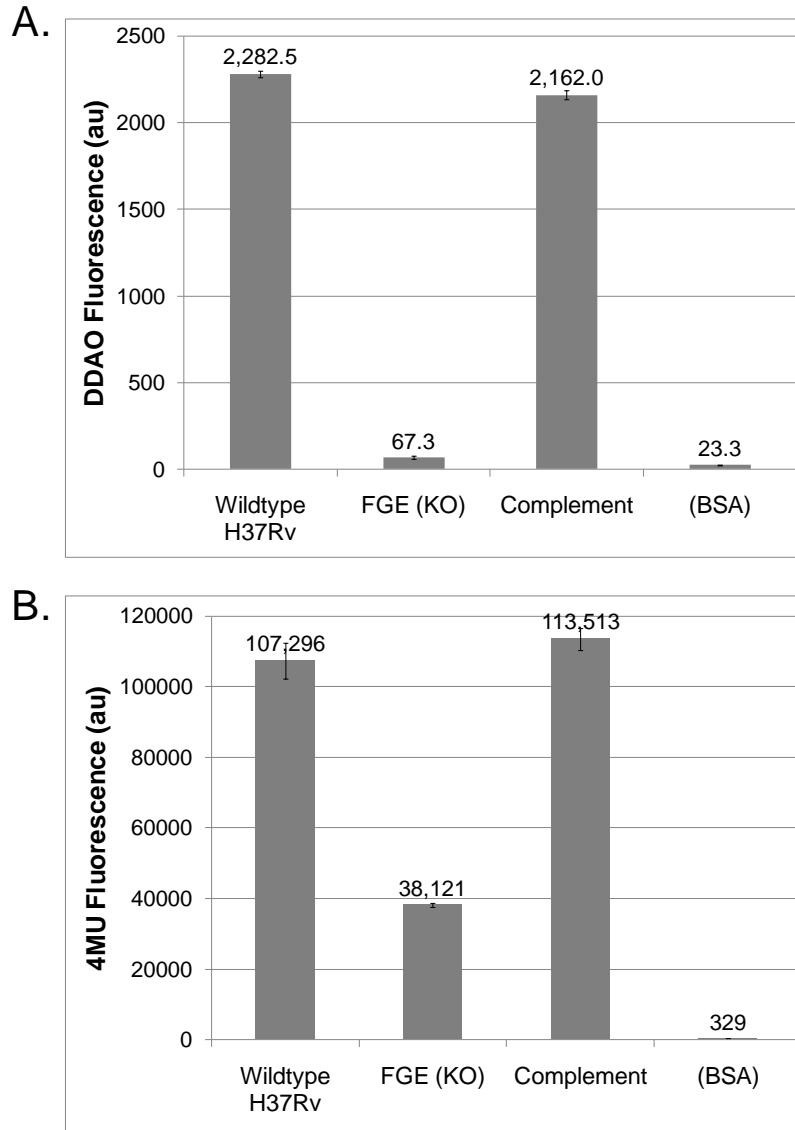 A.
DDAO Fluorescence (au)
2500
2000
1500
1000
500
0
2,282.5
67.3
2,162.0
23.3
Wildtype
H37Rv
FGE (KO)
Complement
(BSA)
B.
4MU Fluorescence (au)
120000
100000
80000
60000
40000
20000
0
107,296
38,121
113,513
329
Wildtype
H37Rv
FGE (KO)
Complement
(BSA)